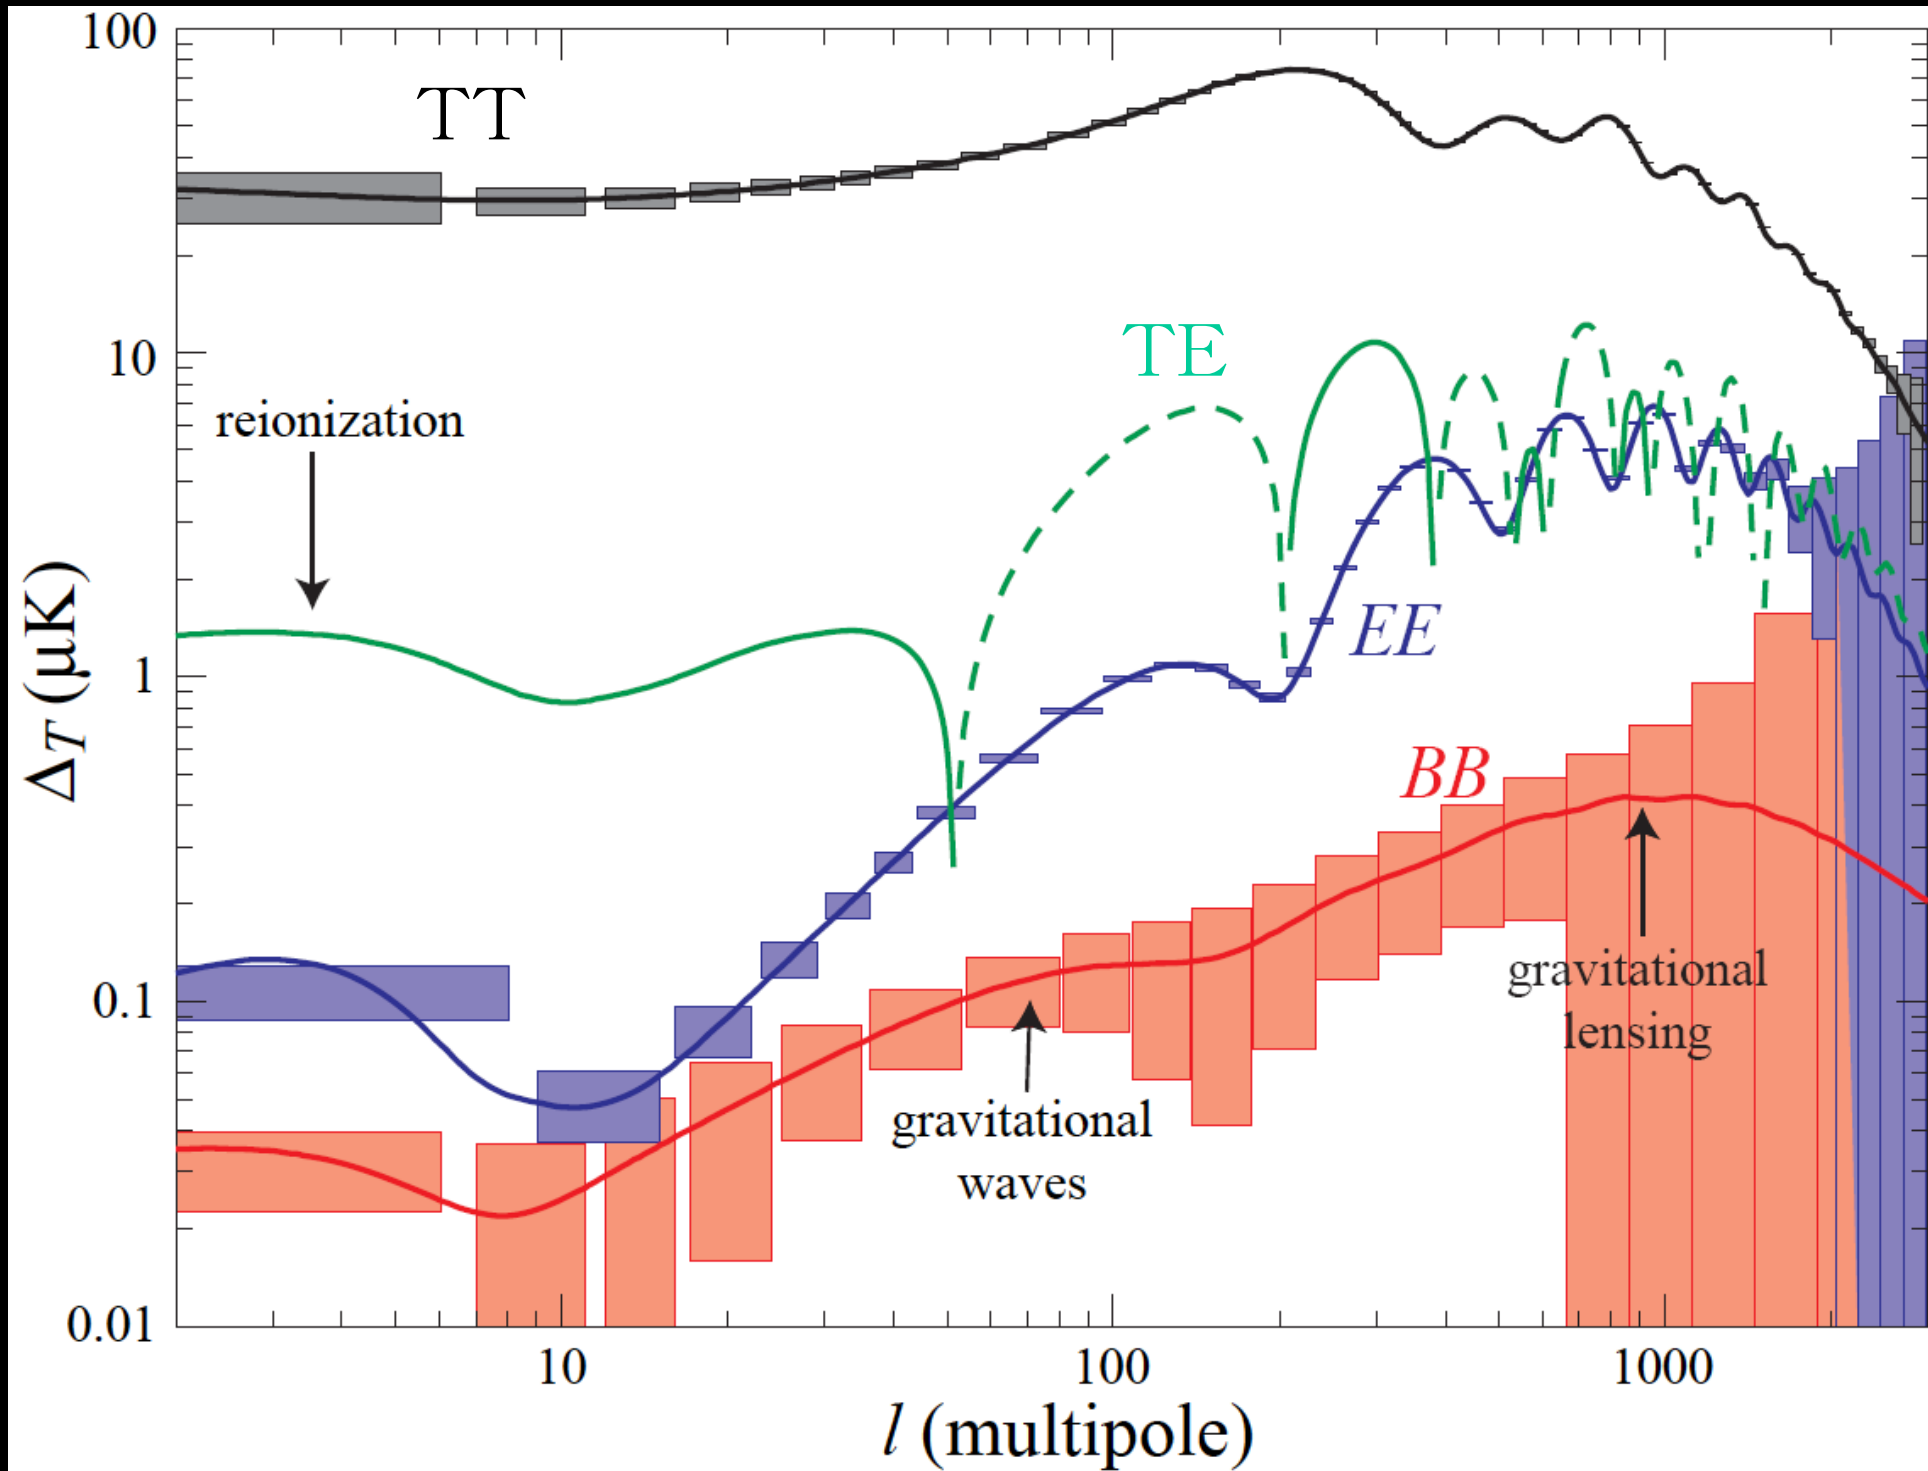 100
TT
TE
10
reionization
EE
1
ΔT (μK)
BB
gravitational
lensing
0.1
gravitational
waves
0.01
10
100
1000
l (multipole)